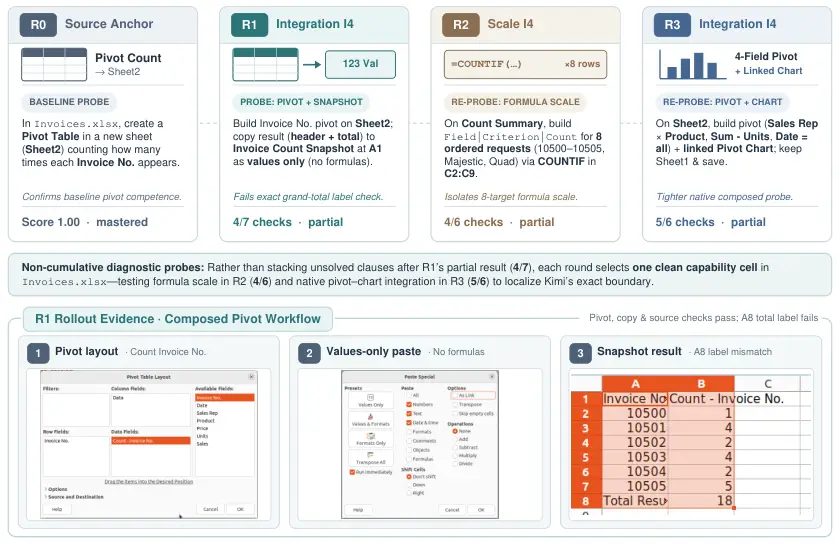 R0 Source Anchor
Pivot Count
→ Sheet2
BASELINE PROBE
In Invoices.xlsx, create a
Pivot Table in a new sheet
(Sheet2) counting how many
times each Invoice No. appears.
Confirms baseline pivot competence.
Score 1.00 · mastered
R1 Integration I4
123 Val
PROBE: PIVOT + SNAPSHOT
Build Invoice No. pivot on Sheet2;
copy result (header + total) to
Invoice Count Snapshot at A1
as values only (no formulas).
Fails exact grand-total label check.
4/7 checks · partial
R2 Scale I4
=COUNTIF(…) ×8 rows
RE-PROBE: FORMULA SCALE
On Count Summary, build
Field|Criterion|Count for 8
ordered requests (10500–10505,
Majestic, Quad) via COUNTIF in
C2:C9.
Isolates 8-target formula scale.
4/6 checks · partial
R3 Integration I4
4-Field Pivot
+ Linked Chart
RE-PROBE: PIVOT + CHART
On Sheet2, build pivot (Sales Rep
× Product, Sum - Units, Date =
all) + linked Pivot Chart; keep
Sheet1 & save.
Tighter native composed probe.
5/6 checks · partial
Non-cumulative diagnostic probes: Rather than stacking unsolved clauses after R1's partial result (4/7), each round selects one clean capability cell in
Invoices.xlsx—testing formula scale in R2 (4/6) and native pivot–chart integration in R3 (5/6) to localize Kimi's exact boundary.
R1 Rollout Evidence · Composed Pivot Workflow
Pivot, copy & source checks pass; A8 total label fails
1 Pivot layout · Count Invoice No.
Pivot Table Layout
Filters:
Column Fields:
Available Fields:
Data
Invoice No.
Date
Sales Rep
Product
Price
Units
Sales
Row Fields:
Data Fields:
Invoice No.
Count - Invoice No.
Drag the Items into the Desired Position
Options
Source and Destination
Help Cancel OK
2 Values-only paste · No formulas
Paste Special
Presets
Values Only
Values & Formats
Formats Only
Transpose All
Run Immediately
Paste
All
Numbers
Text
Date & time
Formats
Comments
Objects
Formulas
Shift Cells
Don't shift
Down
Right
Options
As Link
Transpose
Skip empty cells
Operations
None
Add
Subtract
Multiply
Divide
Help Cancel OK
3 Snapshot result · A8 label mismatch
A B C
1 Invoice No Count - Invoice No.
2 10500 1
3 10501 4
4 10502 2
5 10503 4
6 10504 2
7 10505 5
8 Total Resu 18